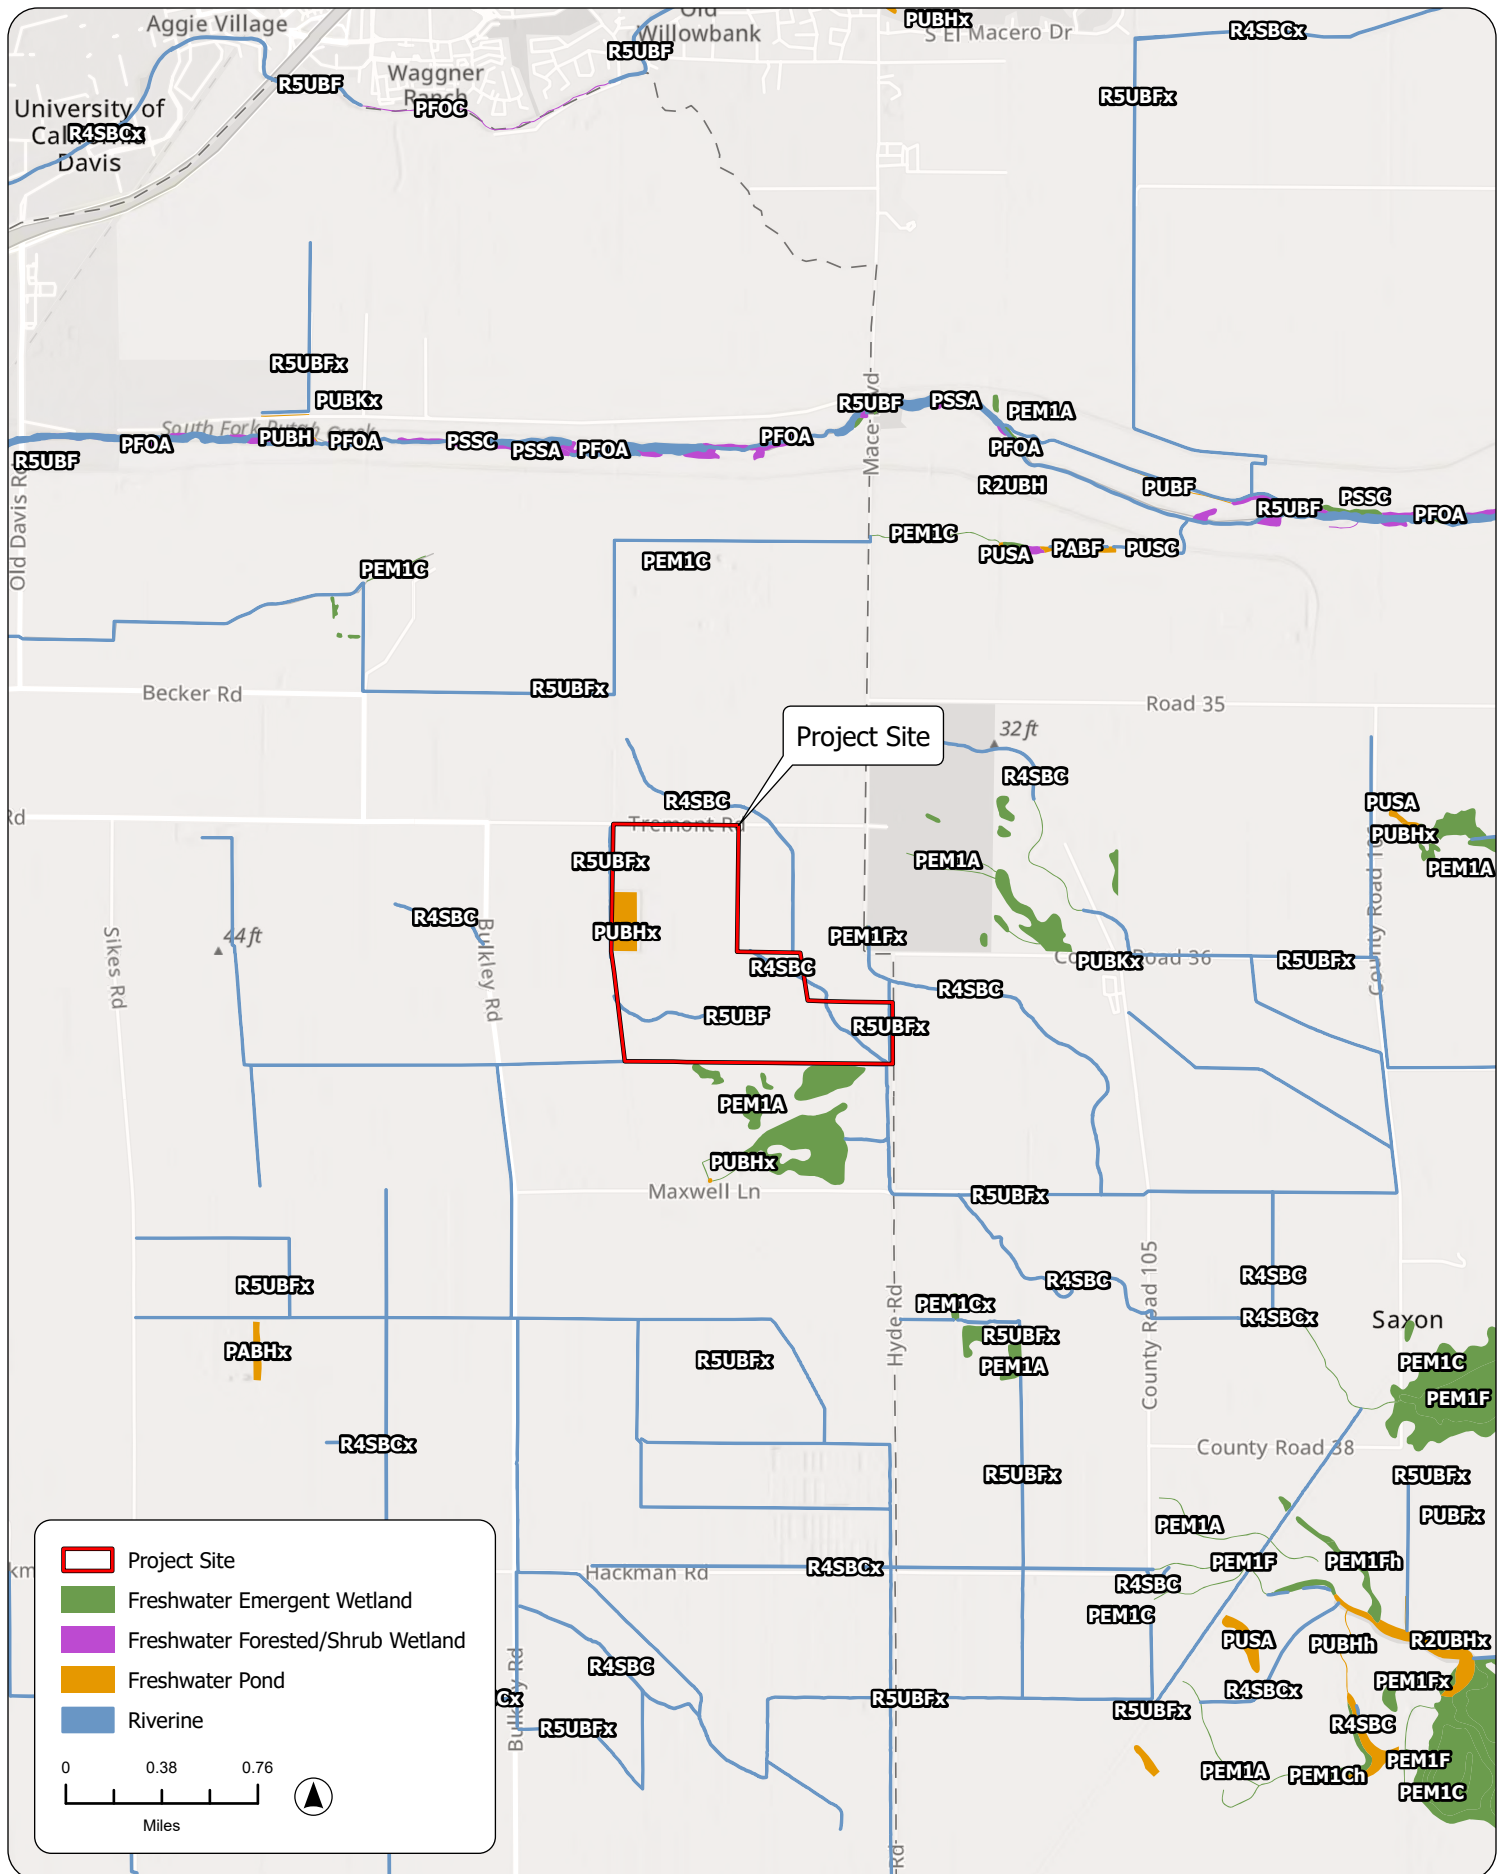 Aggie Village
Old
Willowbank
PUBHx
S El Macero Dr
R4SBCx
R5UBF
Waggner
Ranch
R5UBF
PFOC
R5UBFx
University of
California
Davis
R4SBCx
R5UBFx
PUBKx
South Fork Putah Creek
R5UBF
PFOA
PUBH
PFOA
PSSC
PSSA
PFOA
PFOA
R5UBF
PSSA
PEM1A
PFOA
R2UBH
PUBF
R5UBF
PSSC
PFOA
Mace Blvd
Old Davis Rd
PEM1C
PEM1C
PEM1C
PUSA
PABF
PUSC
Becker Rd
R5UBFx
Road 35
Project Site
32 ft
R4SBC
R4SBC
Tremont Rd
Rd
PUSA
PUBHx
PEM1A
R5UBFx
PEM1A
PUBHx
R4SBC
44 ft
Sikes Rd
Bulkley Rd
PEM1Fx
R4SBC
County Road 36
PUBKx
R5UBFx
R4SBC
R5UBF
R5UBFx
PEM1A
PUBHx
Maxwell Ln
R5UBFx
R5UBFx
R4SBC
R4SBC
PEM1Cx
R4SBCx
Hyde Rd
County Road 105
Saxon
R5UBFx
PEM1A
PABHx
R5UBFx
PEM1C
PEM1F
R4SBCx
County Road 38
R5UBFx
R5UBFx
PUBFx
PEM1A
PEM1F
PEM1Fh
Hackman Rd
R4SBCx
R4SBC
PEM1C
PUSA
PUBHh
R2UBHx
PEM1Fx
R4SBC
Bulkley Rd
Cx
R5UBFx
R5UBFx
R5UBFx
R4SBCx
R4SBC
PEM1A
PEM1Ch
PEM1F
PEM1C
Rd
km
Project Site
Freshwater Emergent Wetland
Freshwater Forested/Shrub Wetland
Freshwater Pond
Riverine
0 0.38 0.76
Miles